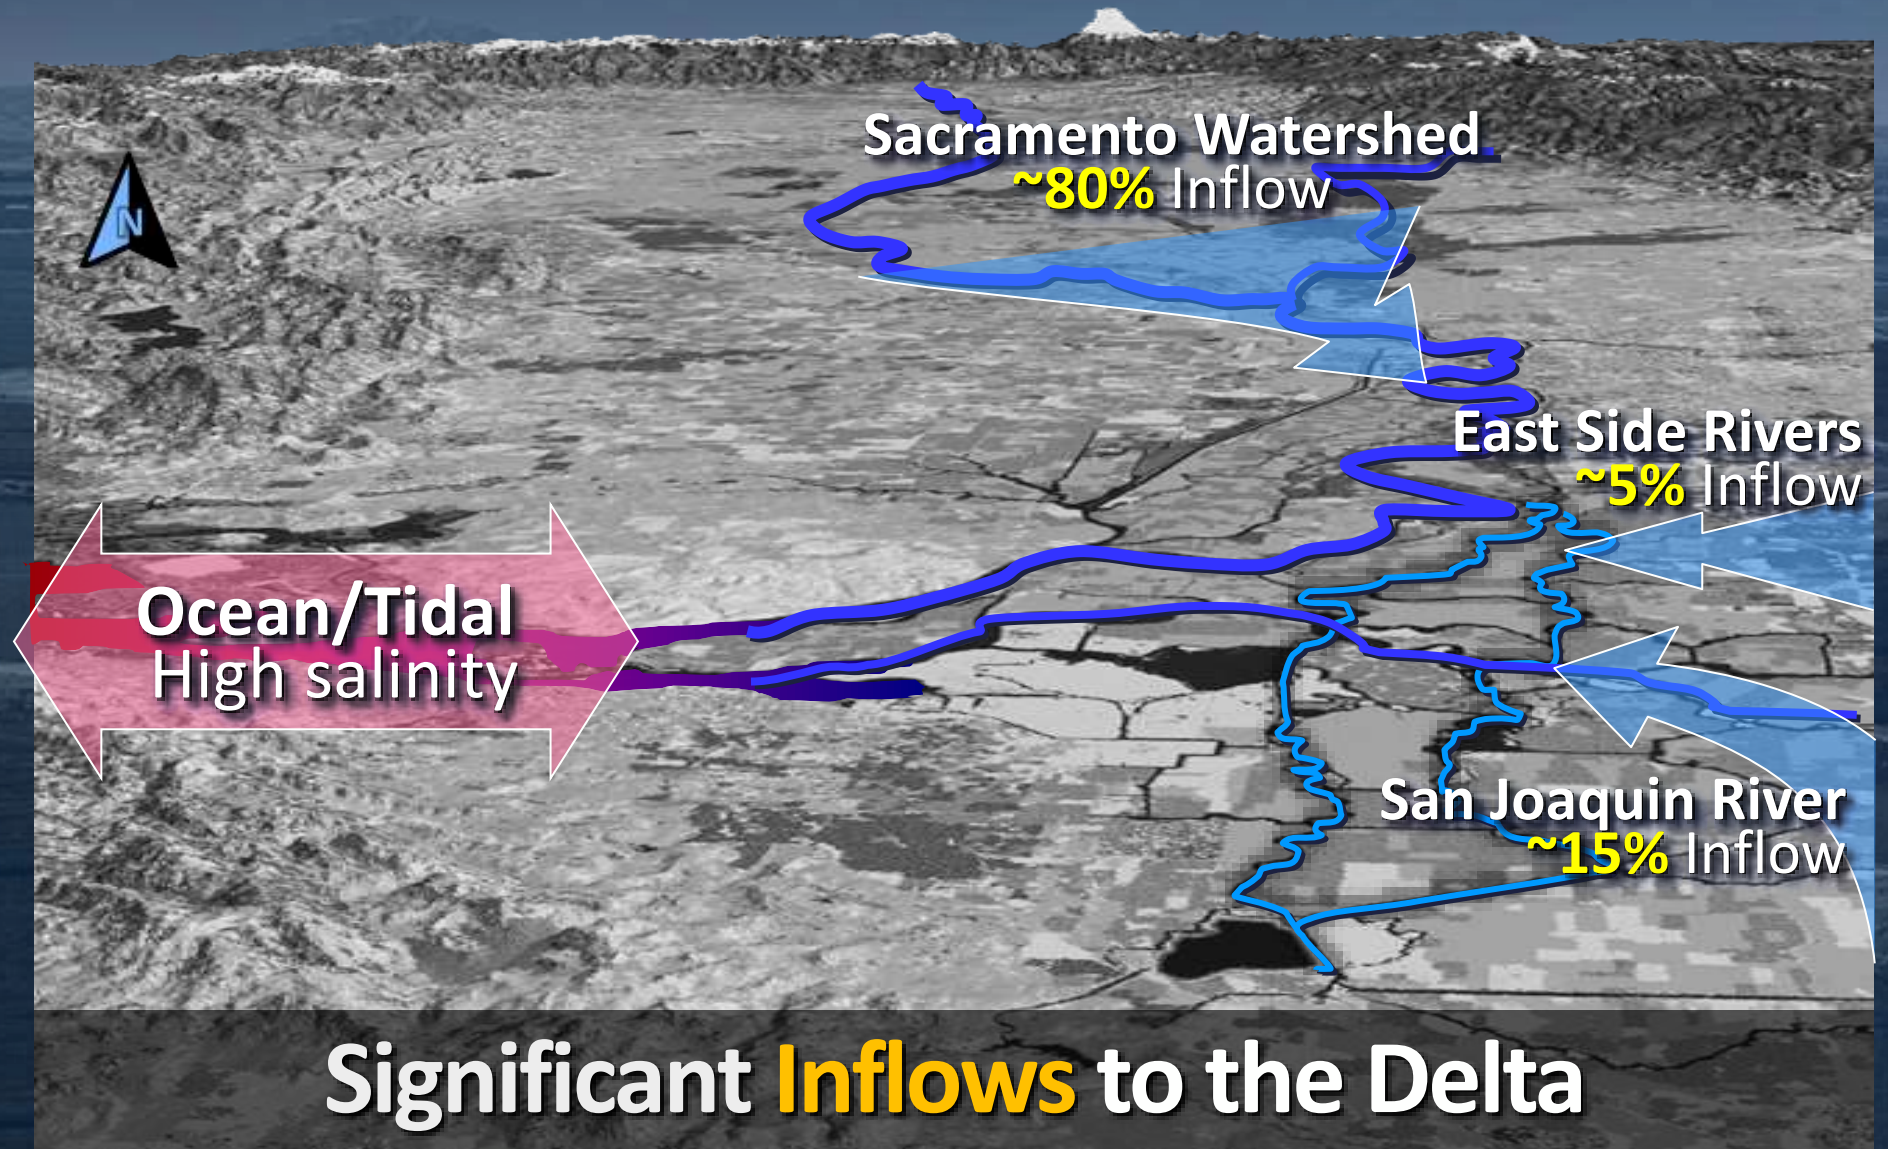 Sacramento Watershed
~80% Inflow
N
East Side Rivers
~5% Inflow
Ocean/Tidal
High salinity
San Joaquin River
~15% Inflow
Significant Inflows to the Delta